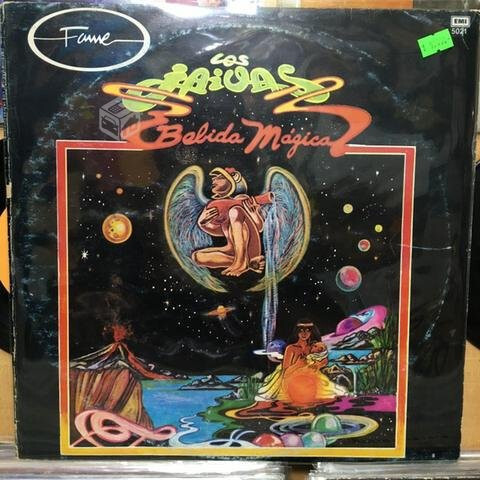 Fame
EMI
5021
LOS
JAIVAS
Bebida Mágica